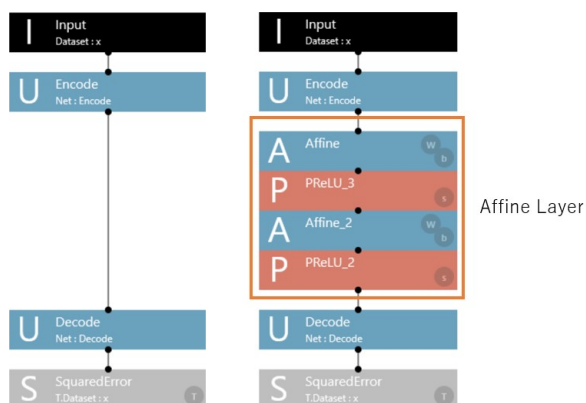 I Input
Dataset : x
U Encode
Net : Encode
U Decode
Net : Decode
S SquaredError
T.Dataset : x T
I Input
Dataset : x
U Encode
Net : Encode
A Affine W b
P PReLU_3 s
A Affine_2 W b
P PReLU_2 s
U Decode
Net : Decode
S SquaredError
T.Dataset : x T
Affine Layer